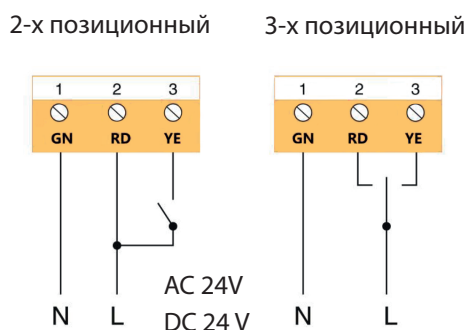 2-х позиционный 3-х позиционный
1 2 3 1 2 3
GN RD YE GN RD YE
AC 24V
N L DC 24 V N L